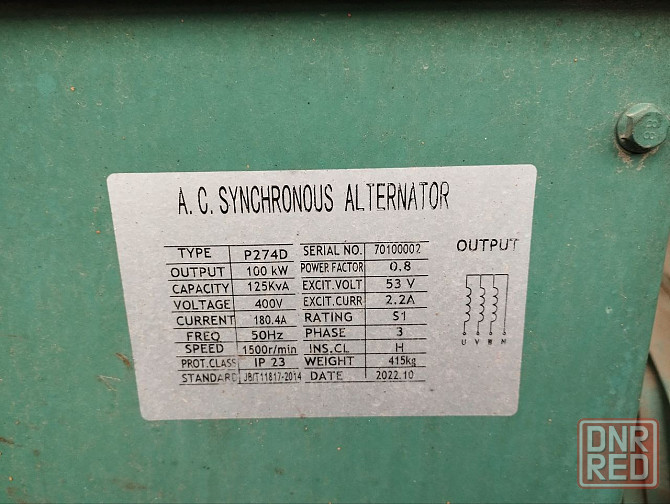 A. C. SYNCHRONOUS ALTERNATOR
TYPE P274D SERIAL NO. 70100002
OUTPUT 100 kW POWER FACTOR 0.8
CAPACITY 125KvA EXCIT.VOLT 53 V
VOLTAGE 400V EXCIT.CURR 2.2A
CURRENT 180.4A RATING S1
FREQ 50Hz PHASE 3
SPEED 1500r/min INS.CL H
PROT.CLASS IP 23 WEIGHT 415kg
STANDARD JB/T11817-2014 DATE 2022.10
OUTPUT
U V W N
8.8
DNR
RED